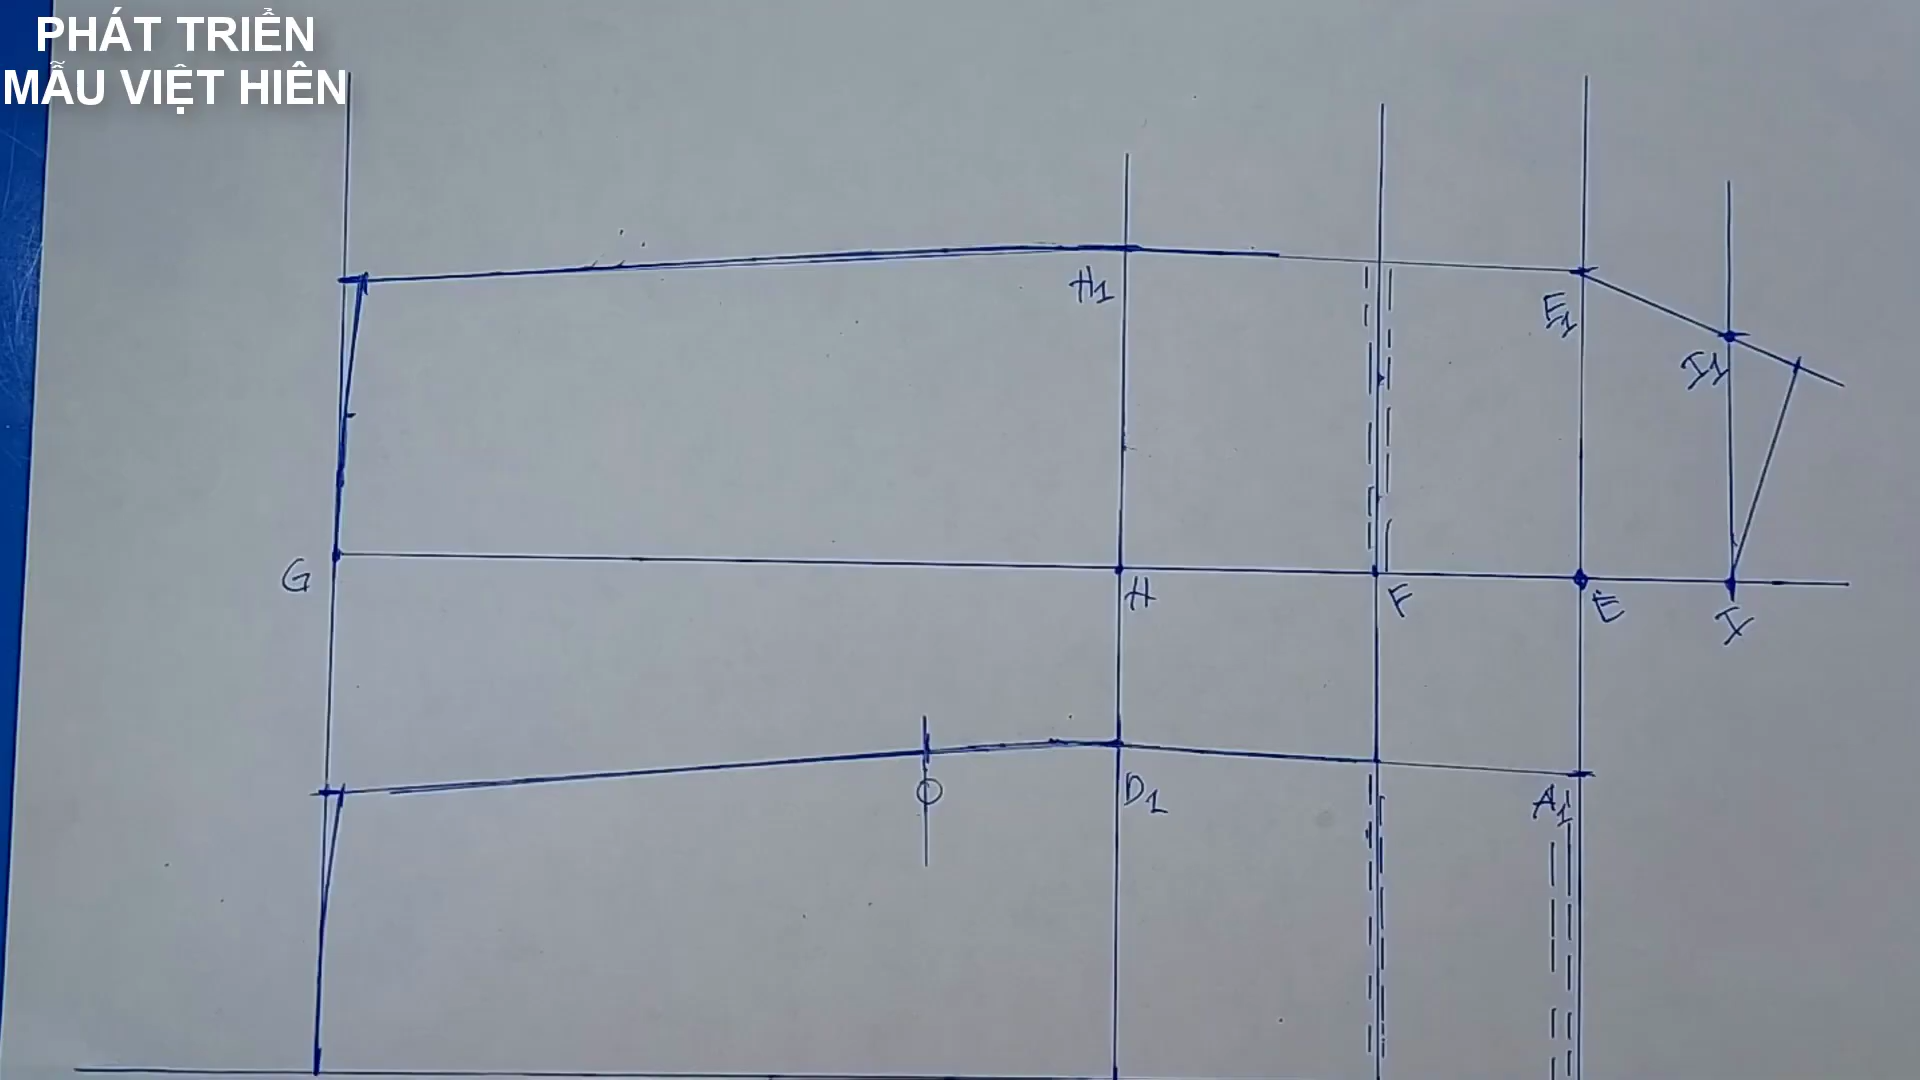 PHÁT TRIỂN
MẪU VIỆT HIÊN
H1
E1
I1
G
H
F
E
I
O
D1
A1